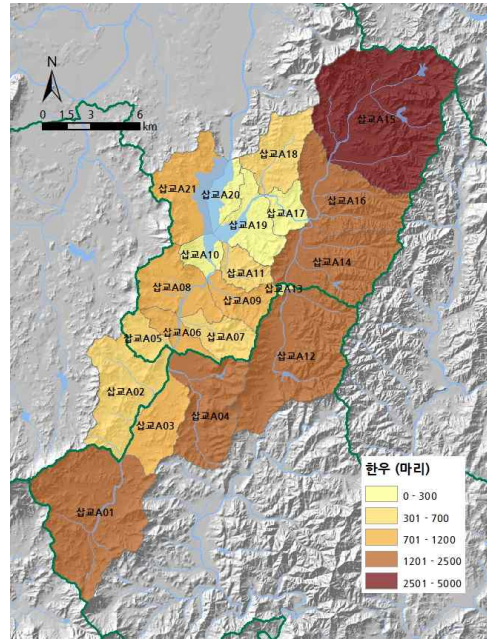 N
0 1.5 3 6
km
삽교A15
삽교A18
삽교A21
삽교A20
삽교A16
삽교A17
삽교A19
삽교A10
삽교A14
삽교A11
삽교A08
삽교A13
삽교A09
삽교A06
삽교A05
삽교A07
삽교A12
삽교A02
삽교A04
삽교A03
삽교A01
한우 (마리)
0 - 300
301 - 700
701 - 1200
1201 - 2500
2501 - 5000